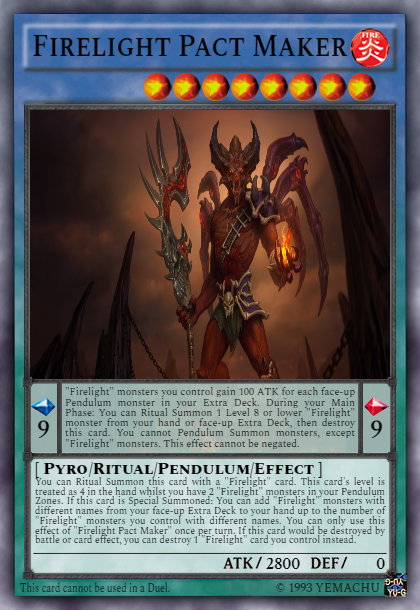 FIRELIGHT PACT MAKER
FIRE
炎
"Firelight" monsters you control gain 100 ATK for each face-up
Pendulum monster in your Extra Deck. During your Main
Phase: You can Ritual Summon 1 Level 8 or lower "Firelight"
monster from your hand or face-up Extra Deck, then destroy
this card. You cannot Pendulum Summon monsters, except
"Firelight" monsters. This effect cannot be negated.
9
9
[ PYRO/RITUAL/PENDULUM/EFFECT ]
You can Ritual Summon this card with a "Firelight" card. This card's level is
treated as 4 in the hand whilst you have 2 "Firelight" monsters in your Pendulum
Zones. If this card is Special Summoned: You can add "Firelight" monsters with
different names from your face-up Extra Deck to your hand up to the number of
"Firelight" monsters you control with different names. You can only use this
effect of "Firelight Pact Maker" once per turn. If this card would be destroyed by
battle or card effect, you can destroy 1 "Firelight" card you control instead.
ATK/ 2800 DEF/ 0
This card cannot be used in a Duel.
© 1993 YEMACHU